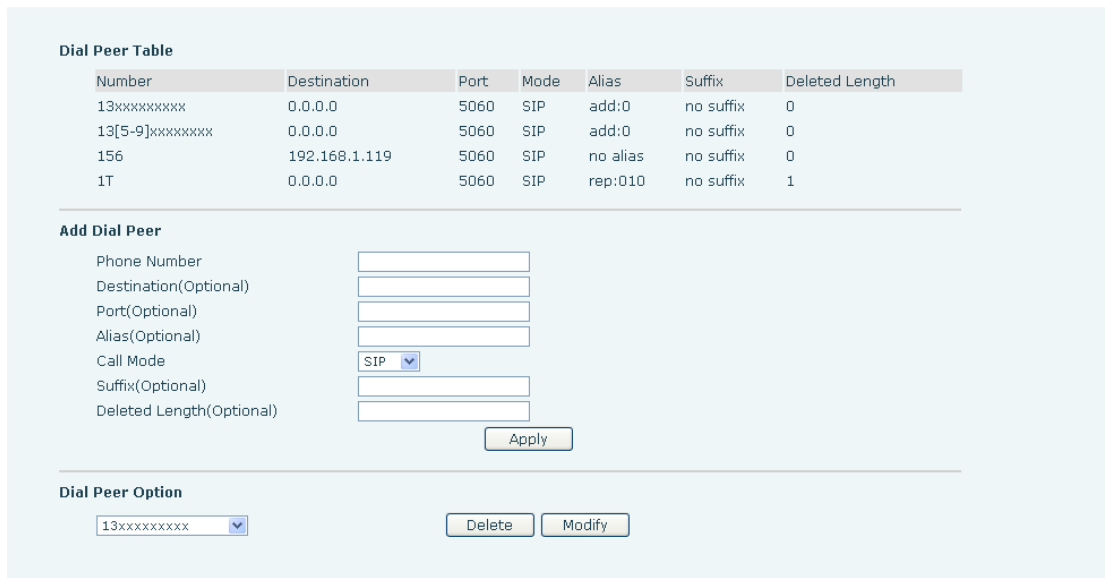 Dial Peer Table
Number Destination Port Mode Alias Suffix Deleted Length
13xxxxxxxxx 0.0.0.0 5060 SIP add:0 no suffix 0
13[5-9]xxxxxxxx 0.0.0.0 5060 SIP add:0 no suffix 0
156 192.168.1.119 5060 SIP no alias no suffix 0
1T 0.0.0.0 5060 SIP rep:010 no suffix 1
Add Dial Peer
Phone Number
Destination(Optional)
Port(Optional)
Alias(Optional)
Call Mode SIP
Suffix(Optional)
Deleted Length(Optional)
Apply
Dial Peer Option
13xxxxxxxxx Delete Modify